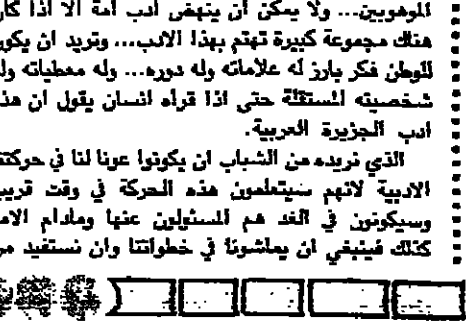 الموهوبين... ولا يمكن ان ينهض ادب امة الا اذا كان
هناك مجموعة كبيرة تهتم بهذا الادب... ونريد ان يكون
للوطن فكر بارز له علاماته وله دوره... وله معطياته وله
شخصيته المستقلة حتى اذا قرأه انسان يقول ان هذا
ادب الجزيرة العربية.
الذي نريده من الشباب ان يكونوا عونا لنا في حركتنا
الادبية لانهم سيتعلمون هذه الحركة في وقت قريب
وسيكونون في الغد هم المسئولين عنها ومادام الامر
كذلك فينبغي ان يماشونا في خطواتنا وان نستفيد من